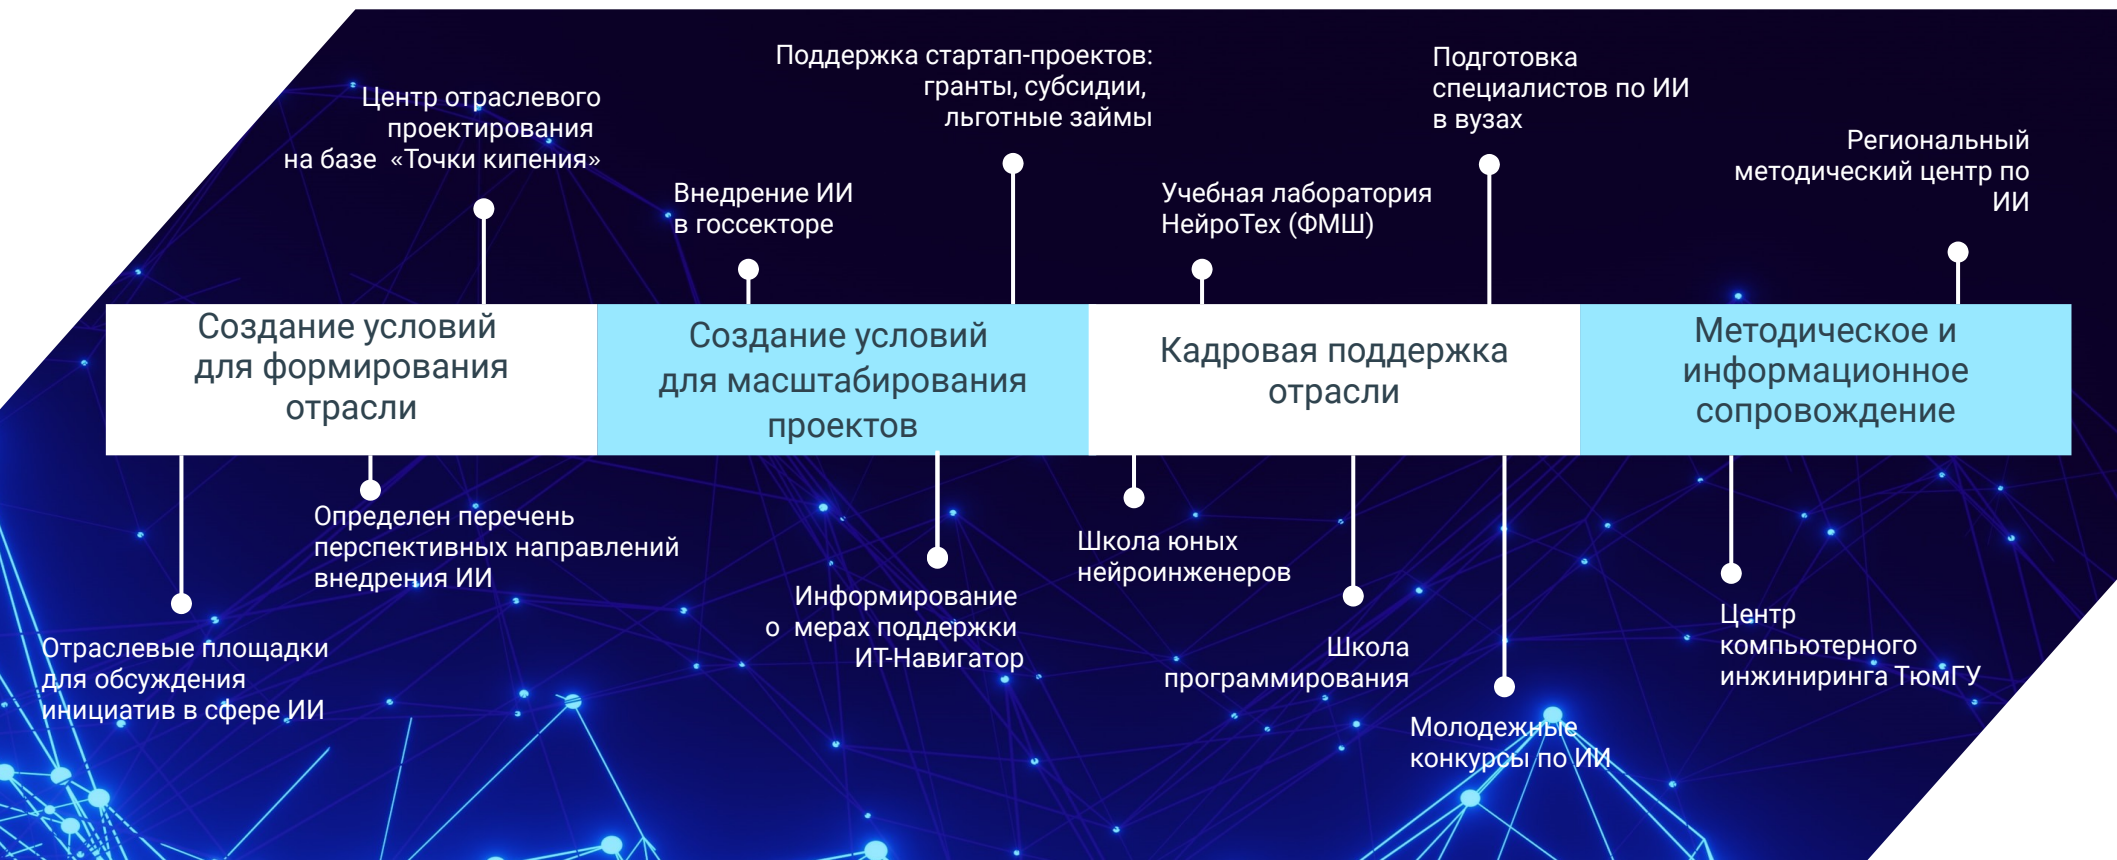 Центр отраслевого
проектирования
на базе «Точки кипения»
Внедрение ИИ
в госсекторе
Поддержка стартап-проектов:
гранты, субсидии,
льготные займы
Учебная лаборатория
НейроТех (ФМШ)
Подготовка
специалистов по ИИ
в вузах
Региональный
методический центр по
ИИ
Создание условий
для формирования
отрасли
Создание условий
для масштабирования
проектов
Кадровая поддержка
отрасли
Методическое и
информационное
сопровождение
Отраслевые площадки
для обсуждения
инициатив в сфере ИИ
Определен перечень
перспективных направлений
внедрения ИИ
Информирование
о мерах поддержки
ИТ-Навигатор
Школа юных
нейроинженеров
Школа
программирования
Молодежные
конкурсы по ИИ
Центр
компьютерного
инжиниринга ТюмГУ